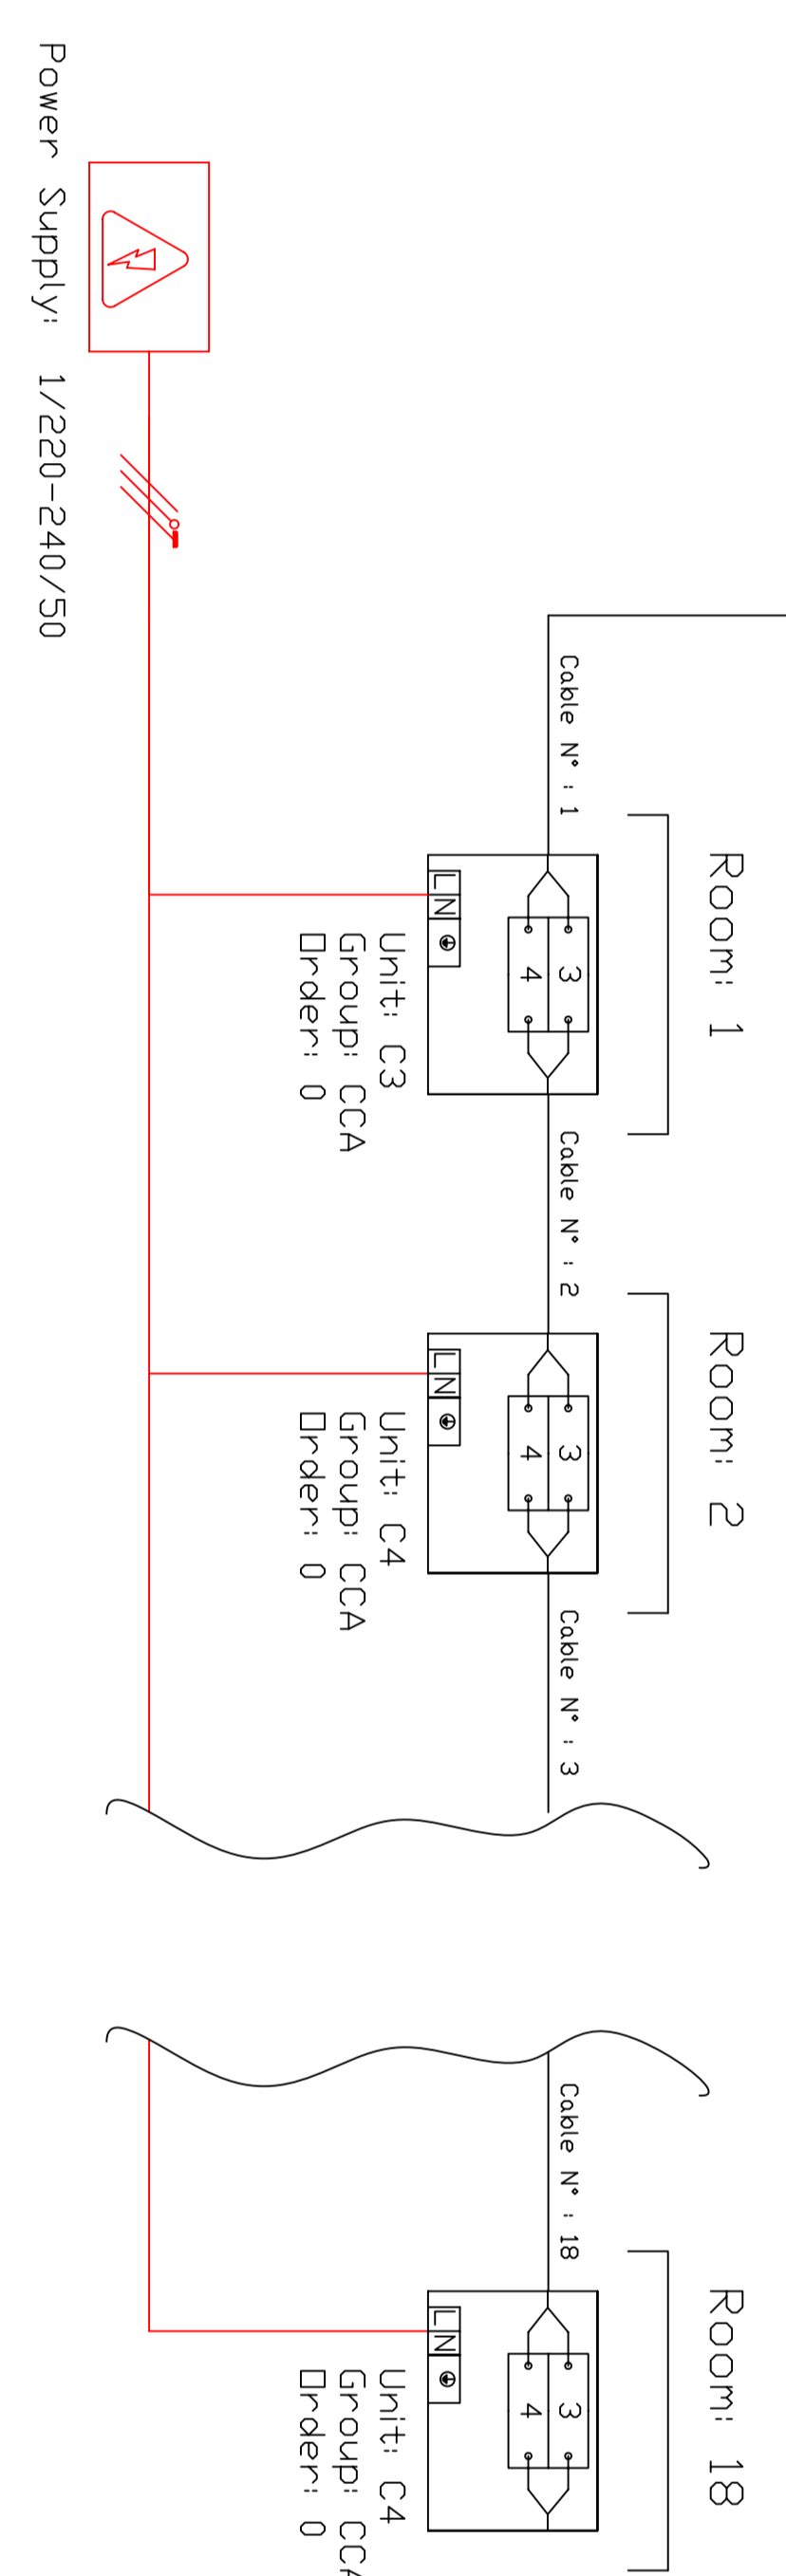 Room: 1
Cable N° : 1
3
4
L N
Unit: C3
Group: CCA
Order: 0
Room: 2
Cable N° : 2
3
4
L N
Unit: C4
Group: CCA
Order: 0
Cable N° : 3
Room: 18
Cable N° : 18
3
4
L N
Unit: C4
Group: CCA
Order: 0
Power Supply: 1/220-240/50